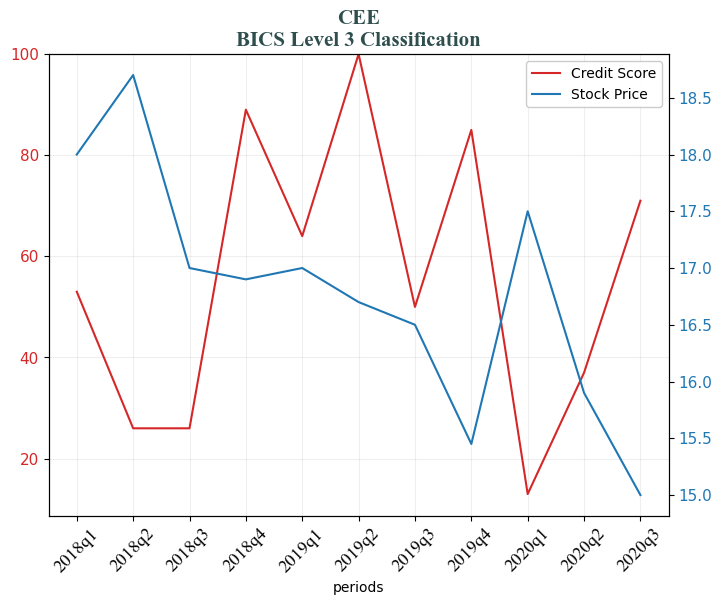 CEE
BICS Level 3 Classification
Credit Score
Stock Price
100
80
60
40
20
18.5
18.0
17.5
17.0
16.5
16.0
15.5
15.0
2018q1
2018q2
2018q3
2018q4
2019q1
2019q2
2019q3
2019q4
2020q1
2020q2
2020q3
periods